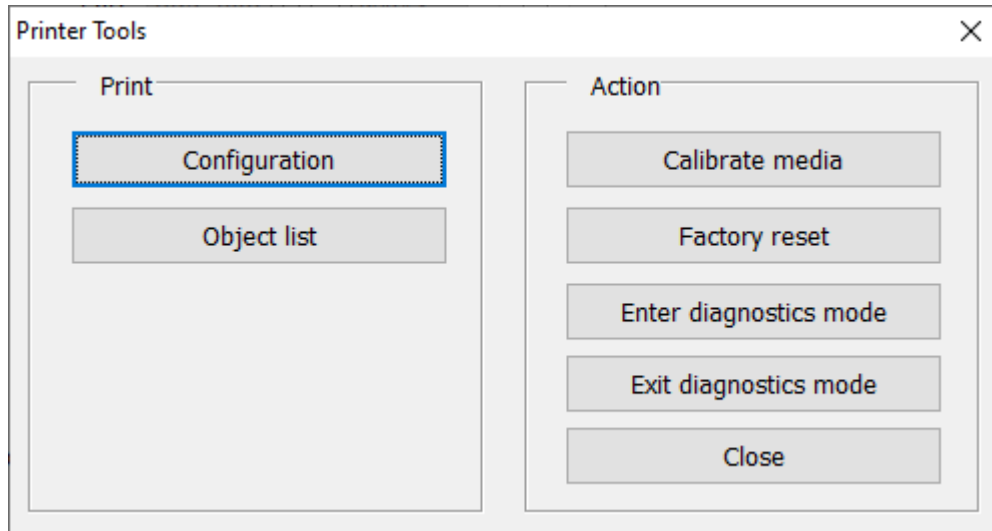 Printer Tools
Print
Configuration
Object list
Action
Calibrate media
Factory reset
Enter diagnostics mode
Exit diagnostics mode
Close